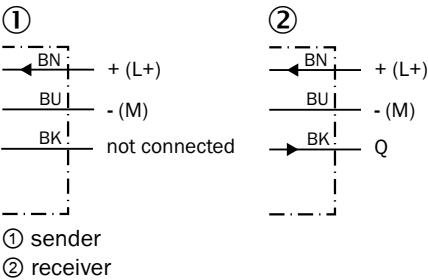 ① ②
BN + (L+) BN + (L+)
BU - (M) BU - (M)
BK not connected BK Q
① sender
② receiver